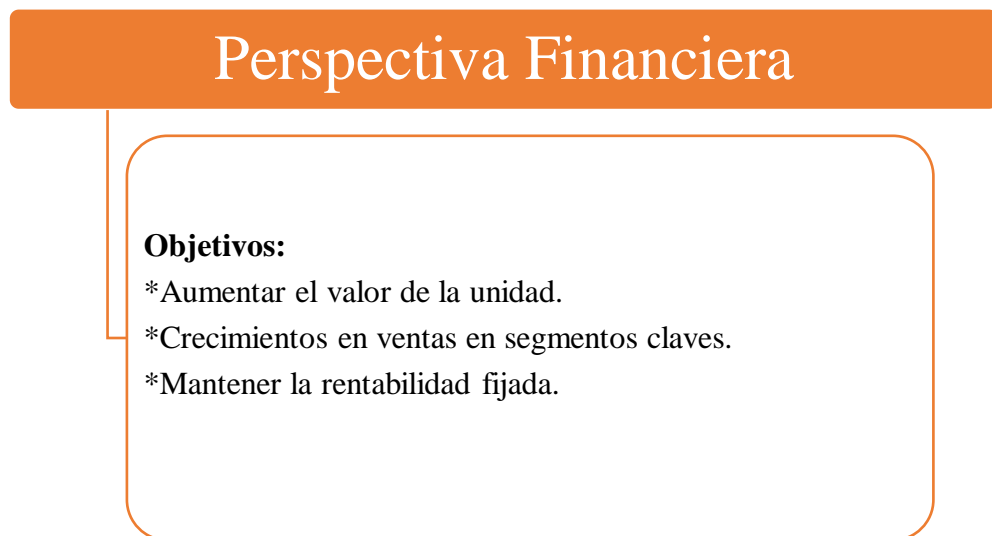 Perspectiva Financiera
Objetivos:
*Aumentar el valor de la unidad.
*Crecimientos en ventas en segmentos claves.
*Mantener la rentabilidad fijada.